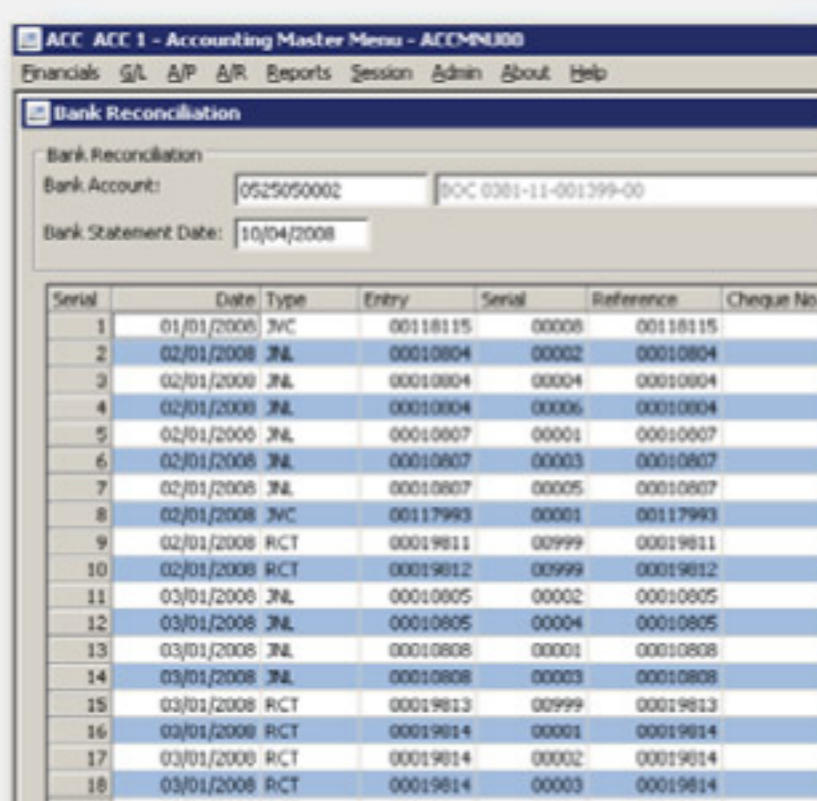 ACC ACC 1 - Accounting Master Menu - ACCMNU00
Financials G/L A/P A/R Reports Session Admin About Help
Bank Reconciliation
Bank Reconciliation
Bank Account: 0525050002 BOC 0381-11-001399-00
Bank Statement Date: 10/04/2008
Serial Date Type Entry Serial Reference Cheque No
1 01/01/2008 JVC 00118115 00008 00118115
2 02/01/2008 JNL 00010804 00002 00010804
3 02/01/2008 JNL 00010804 00004 00010804
4 02/01/2008 JNL 00010804 00006 00010804
5 02/01/2008 JNL 00010807 00001 00010807
6 02/01/2008 JNL 00010807 00003 00010807
7 02/01/2008 JNL 00010807 00005 00010807
8 02/01/2008 JVC 00117993 00001 00117993
9 02/01/2008 RCT 00019811 00999 00019811
10 02/01/2008 RCT 00019812 00999 00019812
11 03/01/2008 JNL 00010805 00002 00010805
12 03/01/2008 JNL 00010805 00004 00010805
13 03/01/2008 JNL 00010808 00001 00010808
14 03/01/2008 JNL 00010808 00003 00010808
15 03/01/2008 RCT 00019813 00999 00019813
16 03/01/2008 RCT 00019814 00001 00019814
17 03/01/2008 RCT 00019814 00002 00019814
18 03/01/2008 RCT 00019814 00003 00019814